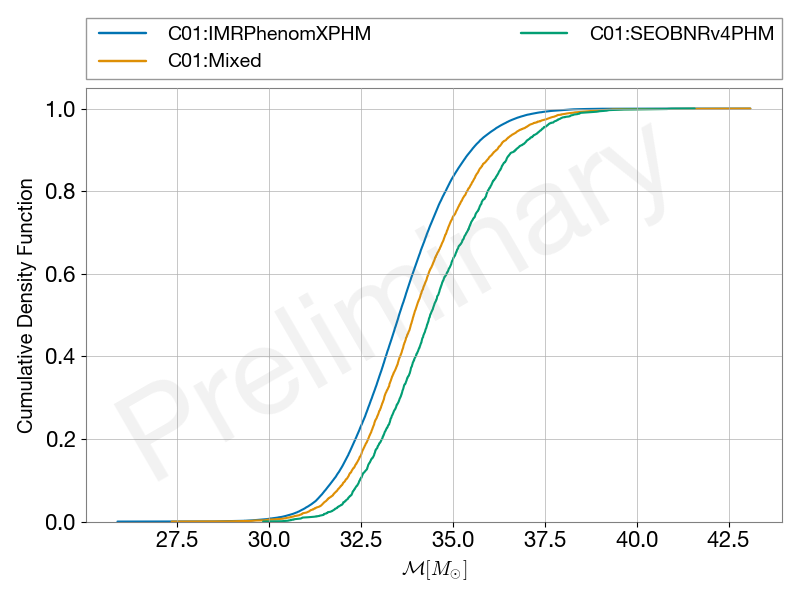 C01:IMRPhenomXPHM
C01:Mixed
C01:SEOBNRv4PHM
1.0
0.8
0.6
0.4
0.2
0.0
Cumulative Density Function
Preliminary
27.5 30.0 32.5 35.0 37.5 40.0 42.5
ℳ[M⊙]